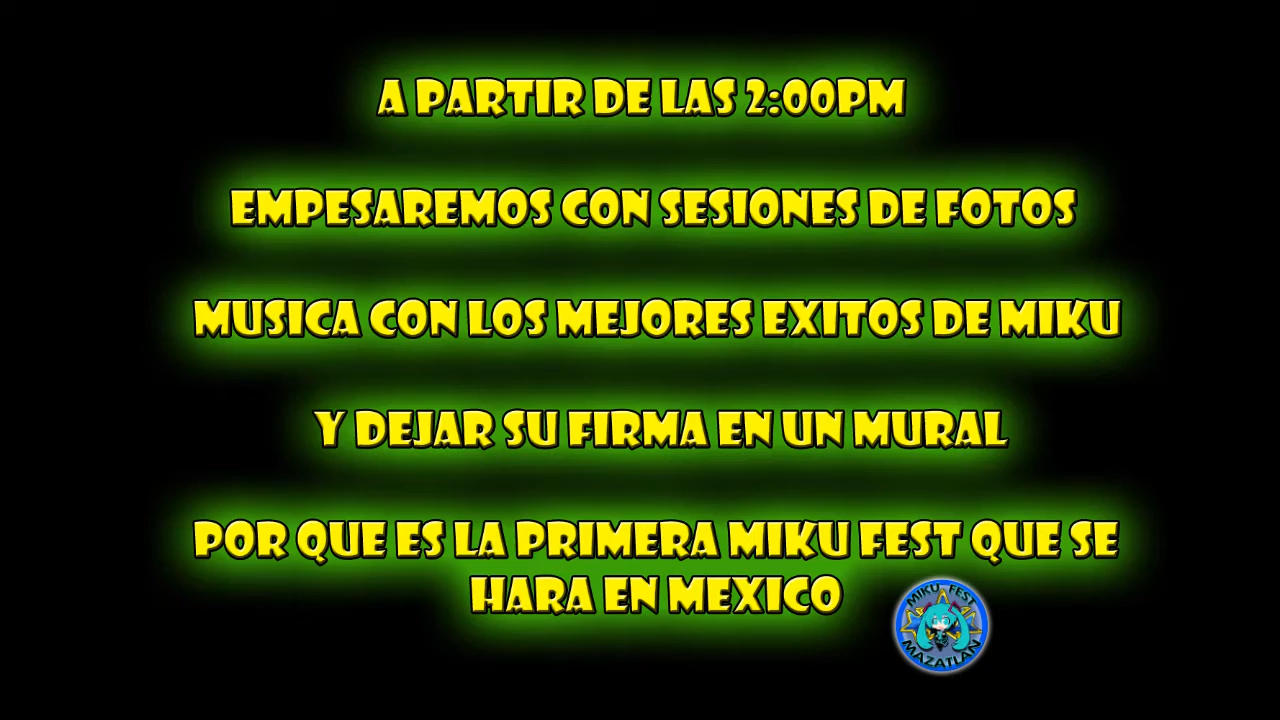 A PARTIR DE LAS 2:00PM
EMPESAREMOS CON SESIONES DE FOTOS
MUSICA CON LOS MEJORES EXITOS DE MIKU
Y DEJAR SU FIRMA EN UN MURAL
POR QUE ES LA PRIMERA MIKU FEST QUE SE
HARA EN MEXICO
MIKU FEST
MAZATLAN